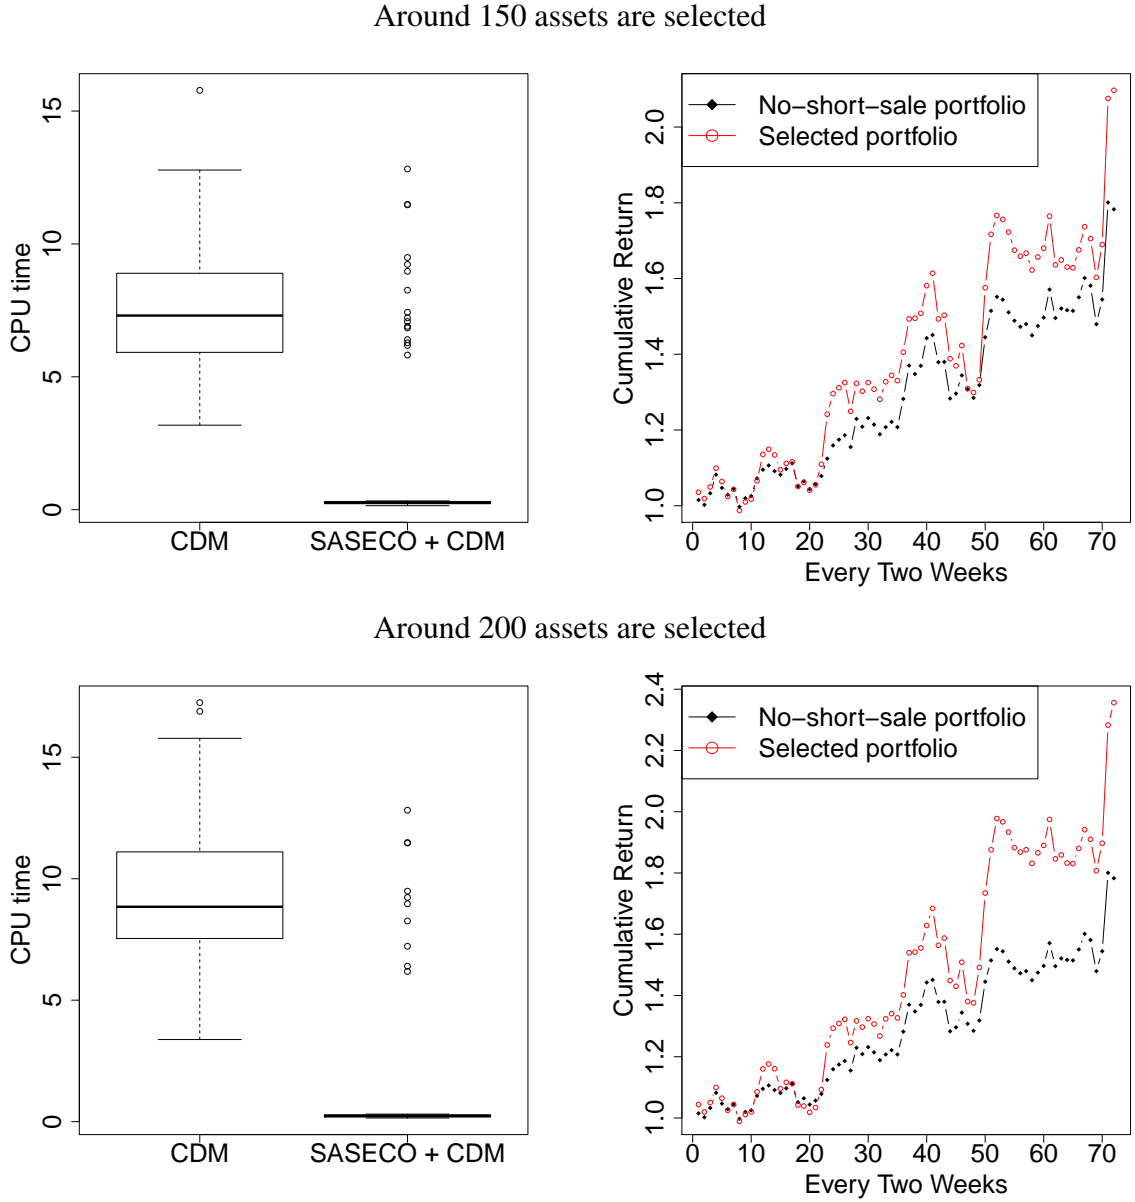 Around 150 assets are selected
CPU time
0
5
10
15
CDM
SASECO + CDM
No−short−sale portfolio
Selected portfolio
Cumulative Return
1.0
1.2
1.4
1.6
1.8
2.0
0 10 20 30 40 50 60 70
Every Two Weeks
Around 200 assets are selected
CPU time
0
5
10
15
CDM
SASECO + CDM
No−short−sale portfolio
Selected portfolio
Cumulative Return
1.0
1.2
1.4
1.6
1.8
2.0
2.2
2.4
0 10 20 30 40 50 60 70
Every Two Weeks